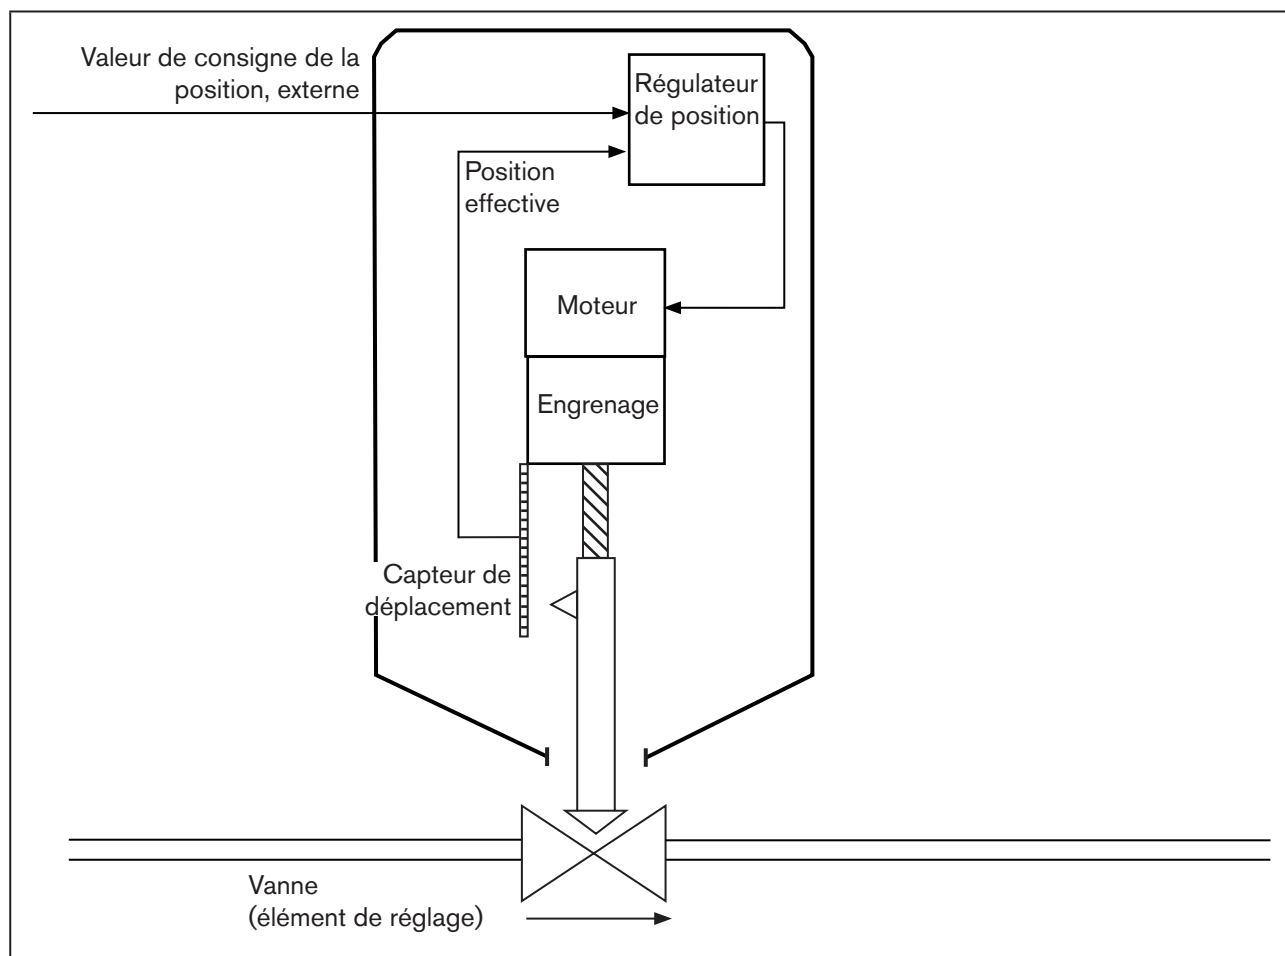 Valeur de consigne de la
position, externe
Régulateur
de position
Position
effective
Moteur
Engrenage
Capteur de
déplacement
Vanne
(élément de réglage)